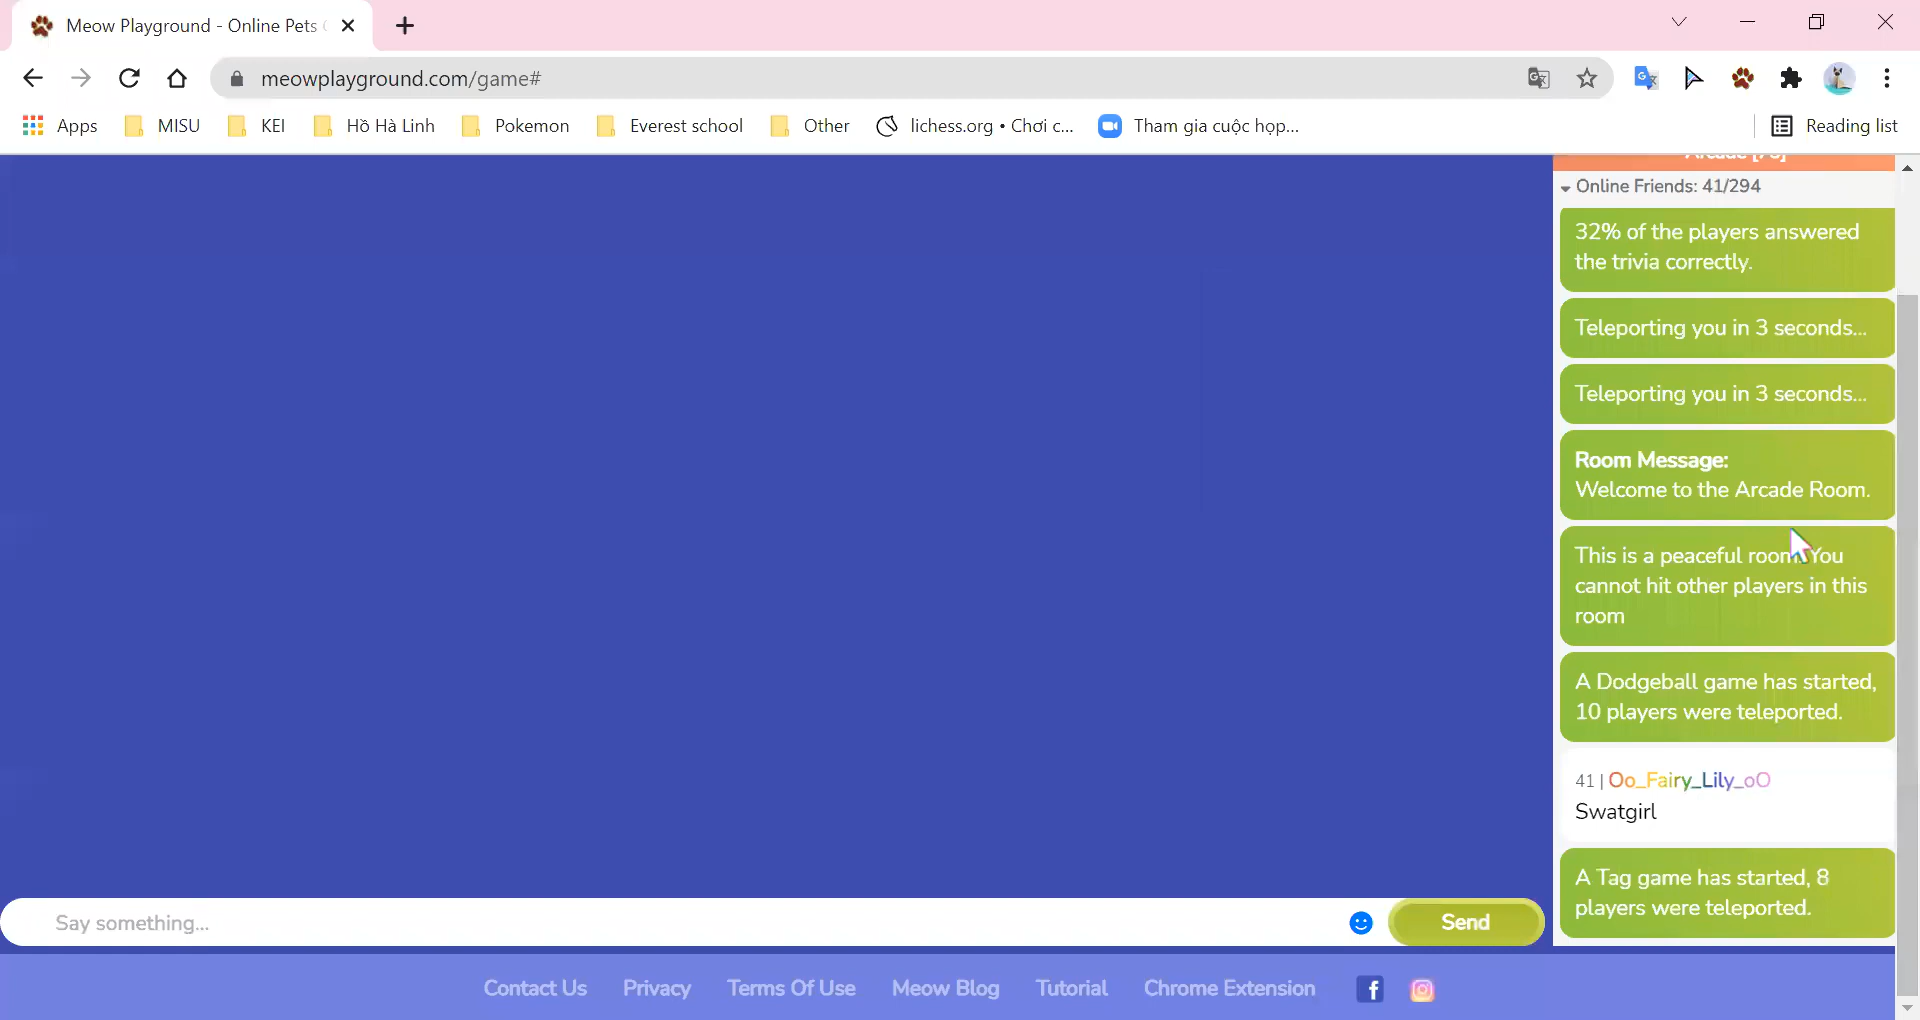 Meow Playground - Online Pets
meowplayground.com/game#
Apps
MISU
KEI
Hồ Hà Linh
Pokemon
Everest school
Other
lichess.org • Chơi c...
Tham gia cuộc họp...
Reading list
Online Friends: 41/294
32% of the players answered
the trivia correctly.
Teleporting you in 3 seconds...
Teleporting you in 3 seconds...
Room Message:
Welcome to the Arcade Room.
This is a peaceful room. You
cannot hit other players in this
room
A Dodgeball game has started,
10 players were teleported.
41 | Oo_Fairy_Lily_oO
Swatgirl
A Tag game has started, 8
players were teleported.
Say something...
Send
Contact Us
Privacy
Terms Of Use
Meow Blog
Tutorial
Chrome Extension